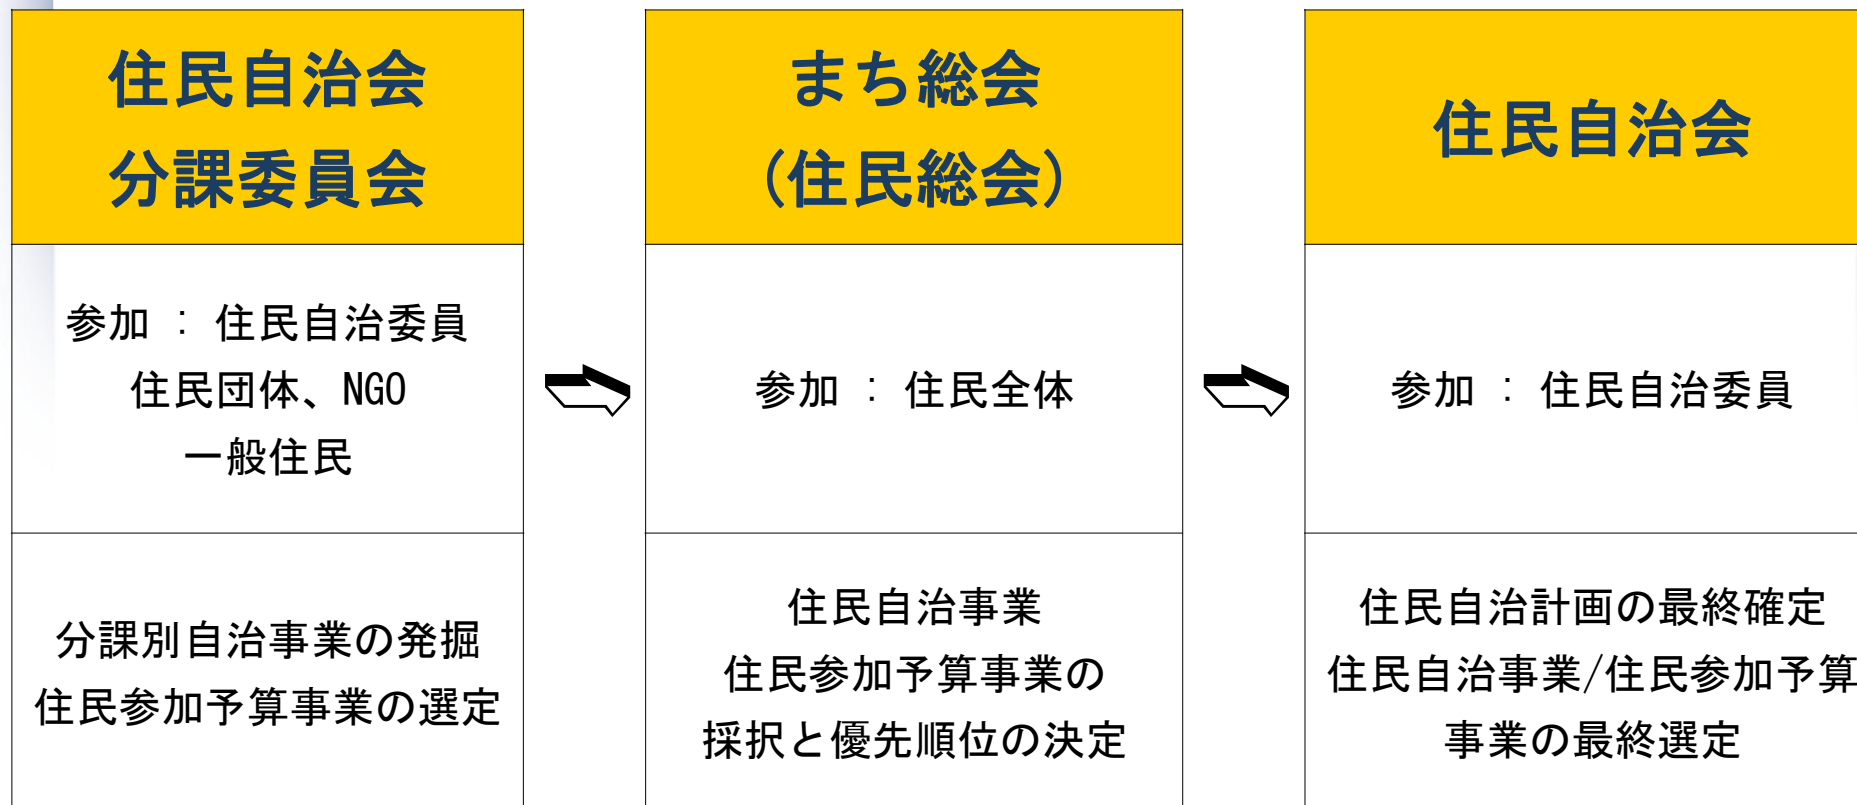 住民自治会
分課委員会
参加 : 住民自治委員
住民団体、NGO
一般住民
分課別自治事業の発掘
住民参加予算事業の選定
まち総会
(住民総会)
参加 : 住民全体
住民自治事業
住民参加予算事業の
採択と優先順位の決定
住民自治会
参加 : 住民自治委員
住民自治計画の最終確定
住民自治事業/住民参加予算
事業の最終選定